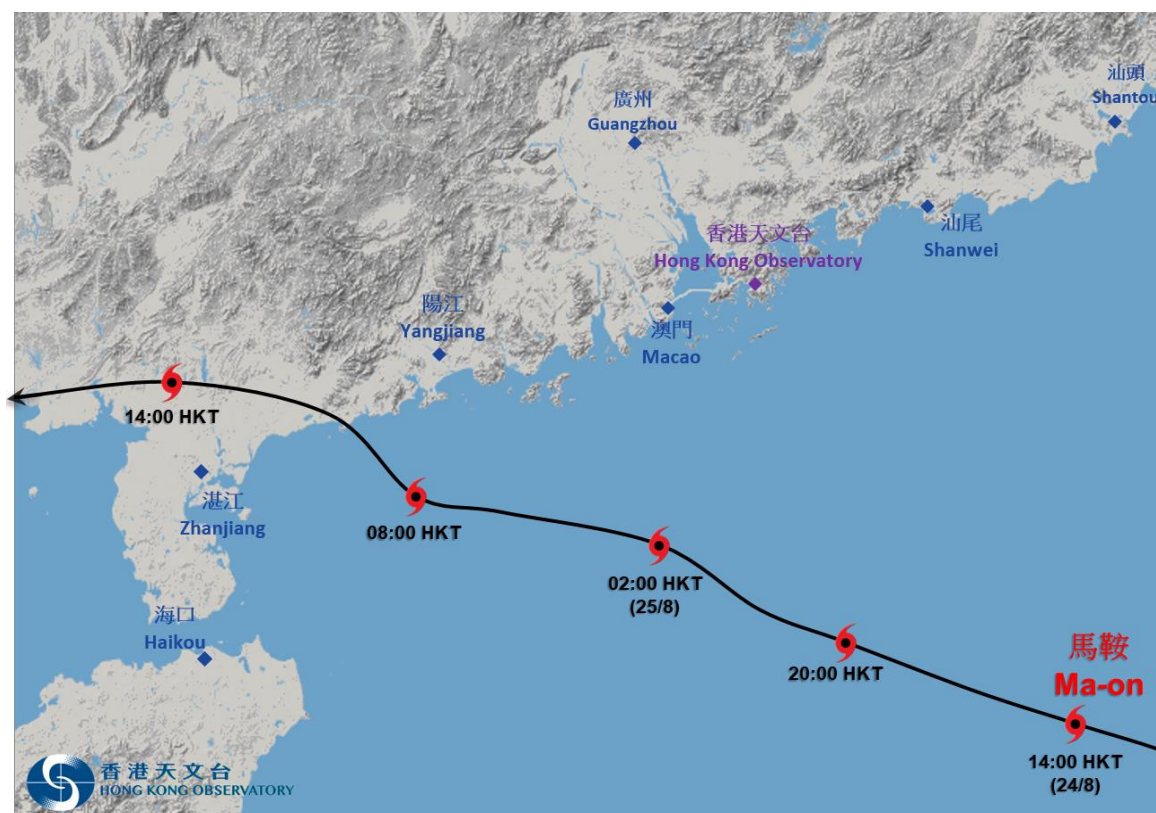 汕頭
Shantou
廣州
Guangzhou
汕尾
Shanwei
香港天文台
Hong Kong Observatory
陽江
Yangjiang
澳門
Macao
14:00 HKT
湛江
Zhanjiang
08:00 HKT
02:00 HKT
(25/8)
海口
Haikou
20:00 HKT
馬鞍
Ma-on
14:00 HKT
(24/8)
香港天文台
HONG KONG OBSERVATORY